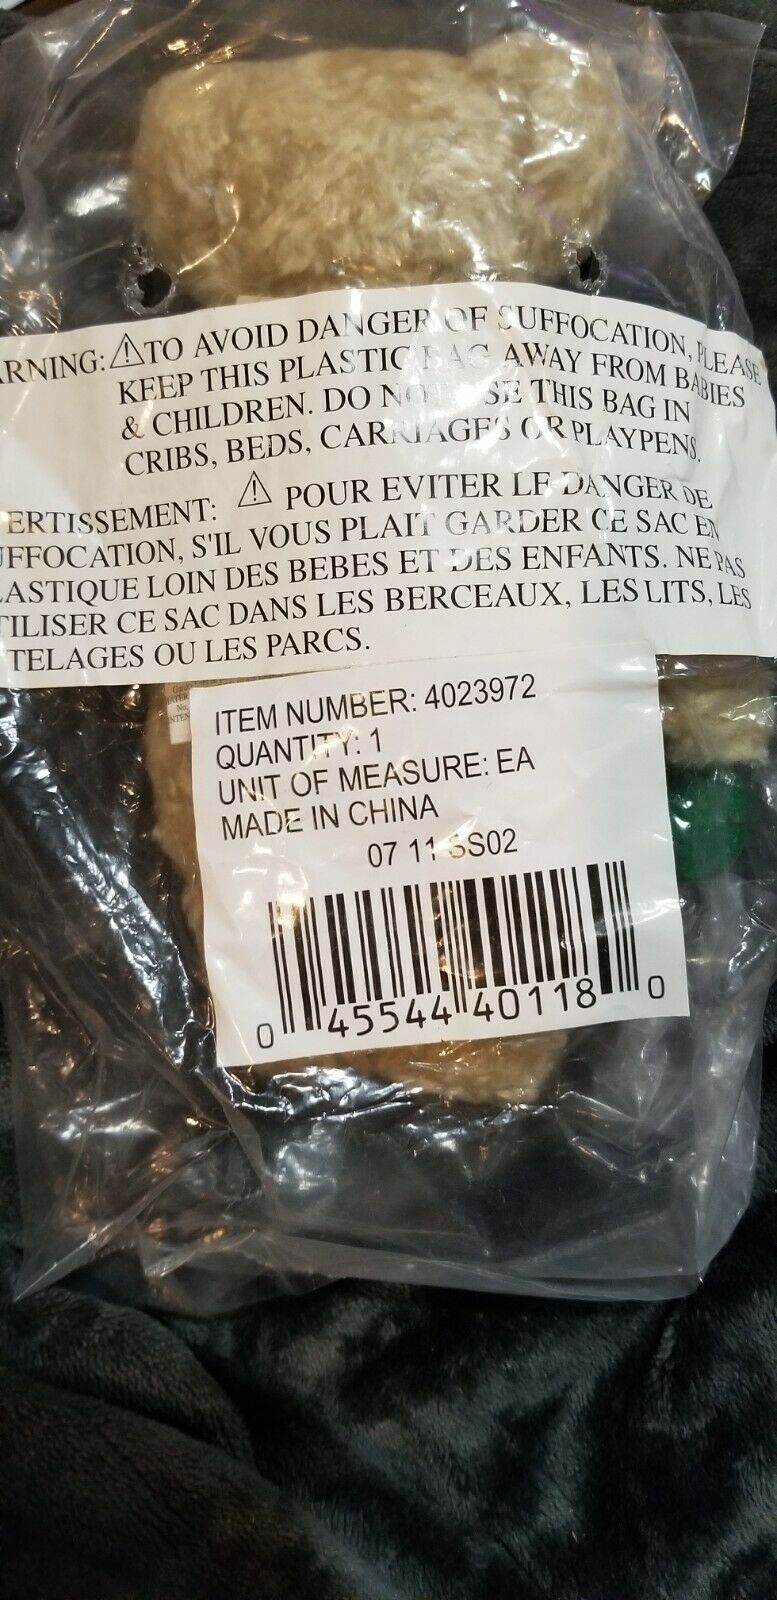 ARNING: ⚠TO AVOID DANGER OF SUFFOCATION, PLEASE
KEEP THIS PLASTIC BAG AWAY FROM BABIES
& CHILDREN. DO NOT USE THIS BAG IN
CRIBS, BEDS, CARRIAGES OR PLAYPENS.
ERTISSEMENT: ⚠ POUR EVITER LE DANGER DE
UFFOCATION, S'IL VOUS PLAIT GARDER CE SAC EN
LASTIQUE LOIN DES BEBES ET DES ENFANTS. NE PAS
TILISER CE SAC DANS LES BERCEAUX, LES LITS, LES
TELAGES OU LES PARCS.
ITEM NUMBER: 4023972
QUANTITY: 1
UNIT OF MEASURE: EA
MADE IN CHINA
07 11 SS02
0 45544 40118 0